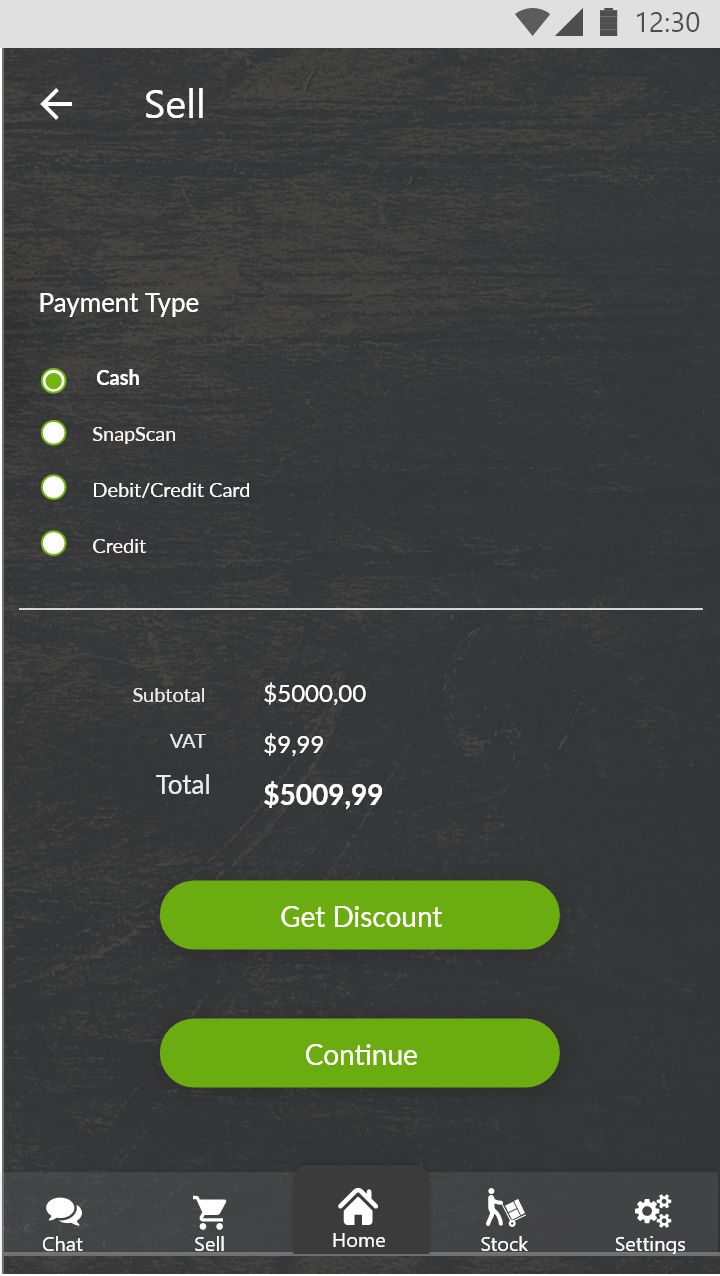 12:30
Sell
Payment Type
Cash
SnapScan
Debit/Credit Card
Credit
Subtotal $5000,00
VAT $9,99
Total $5009,99
Get Discount
Continue
Chat Sell Home Stock Settings